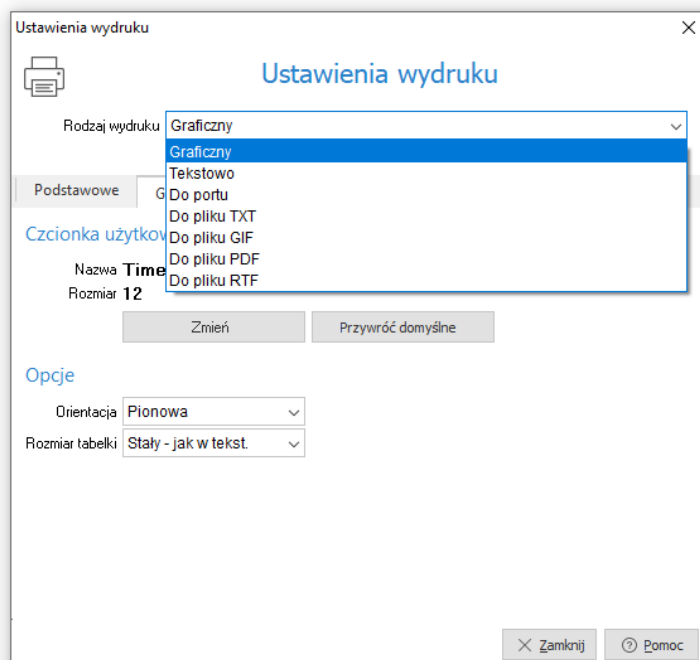 Ustawienia wydruku
Ustawienia wydruku
Rodzaj wydruku Graficzny
Graficzny
Tekstowo
Do portu
Do pliku TXT
Do pliku GIF
Do pliku PDF
Do pliku RTF
Podstawowe
Czcionka
Nazwa
Rozmiar 12
Zmień Przywróć domyślne
Opcje
Orientacja Pionowa
Rozmiar tabelki Stały - jak w tekst.
Zamknij Pomoc